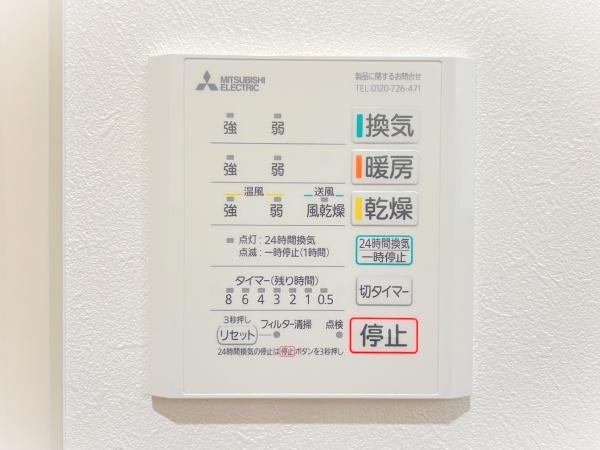 MITSUBISHI
ELECTRIC
製品に関するお問合せ
TEL 0120-726-471
強 弱 換気
強 弱 暖房
温風 送風
強 弱 風乾燥 乾燥
点灯：24時間換気
点滅：一時停止(1時間)
24時間換気
一時停止
タイマー(残り時間)
8 6 4 3 2 1 0.5
切タイマー
3秒押し
リセット フィルター清掃 点検
停止
24時間換気の停止は停止ボタンを3秒押し